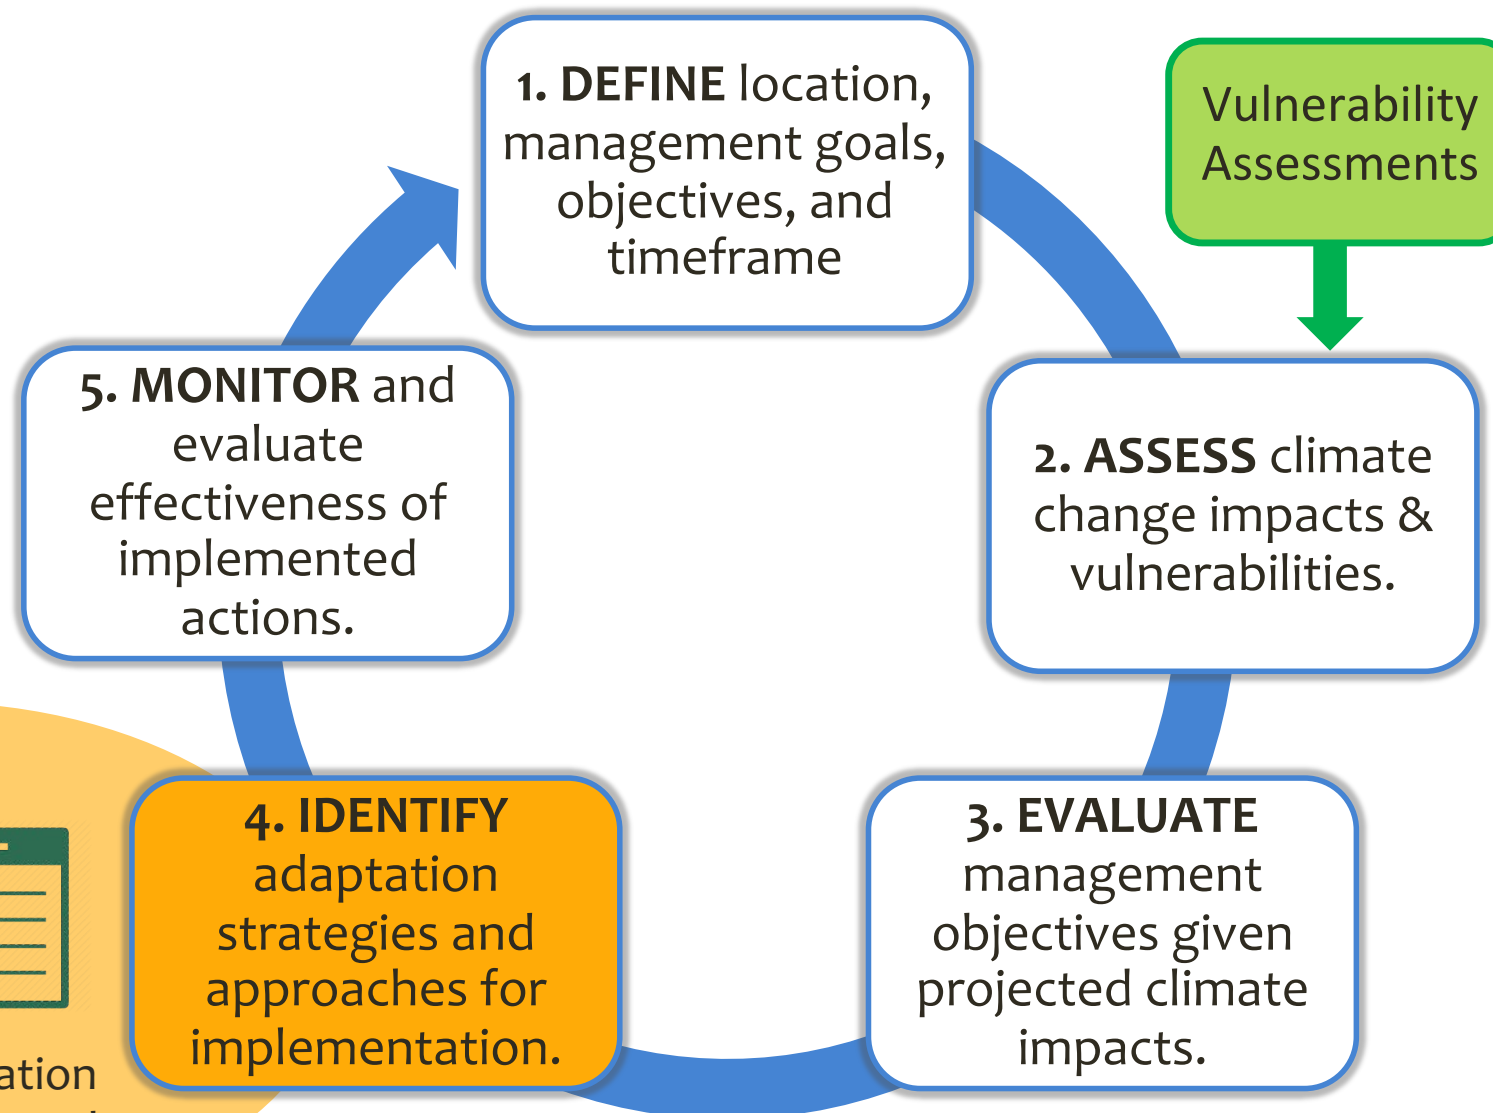 1. DEFINE location,
management goals,
objectives, and
timeframe
Vulnerability
Assessments
2. ASSESS climate
change impacts &
vulnerabilities.
3. EVALUATE
management
objectives given
projected climate
impacts.
4. IDENTIFY
adaptation
strategies and
approaches for
implementation.
5. MONITOR and
evaluate
effectiveness of
implemented
actions.